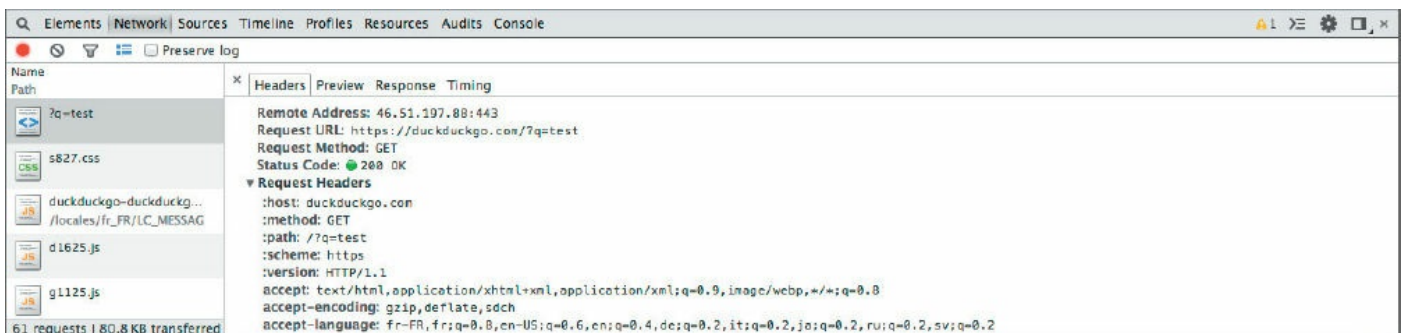 Elements Network Sources Timeline Profiles Resources Audits Console 1
Preserve log
Name
Path
× Headers Preview Response Timing
?q=test
s827.css
duckduckgo-duckduckg...
/locales/fr_FR/LC_MESSAG
d1625.js
g1125.js
61 requests | 80.8 KB transferred
Remote Address: 46.51.197.88:443
Request URL: https://duckduckgo.com/?q=test
Request Method: GET
Status Code: 200 OK
▼ Request Headers
:host: duckduckgo.com
:method: GET
:path: /?q=test
:scheme: https
:version: HTTP/1.1
accept: text/html,application/xhtml+xml,application/xml;q=0.9,image/webp,*/*;q=0.8
accept-encoding: gzip,deflate,sdch
accept-language: fr-FR,fr;q=0.8,en-US;q=0.6,en;q=0.4,de;q=0.2,it;q=0.2,ja;q=0.2,ru;q=0.2,sv;q=0.2